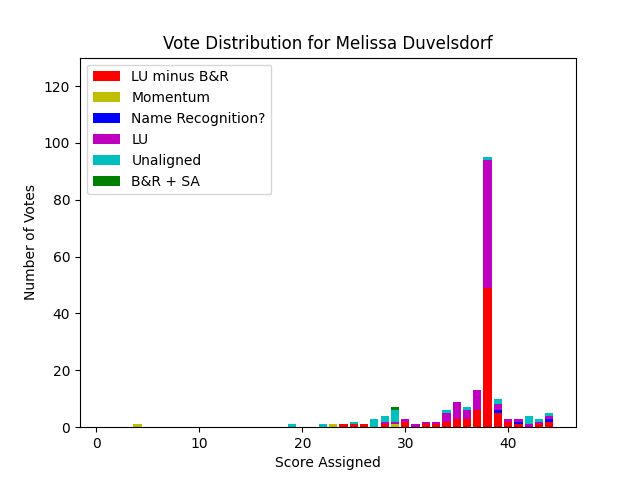 Vote Distribution for Melissa Duvelsdorf
LU minus B&R
Momentum
Name Recognition?
LU
Unaligned
B&R + SA
Number of Votes
120
100
80
60
40
20
0
0 10 20 30 40
Score Assigned